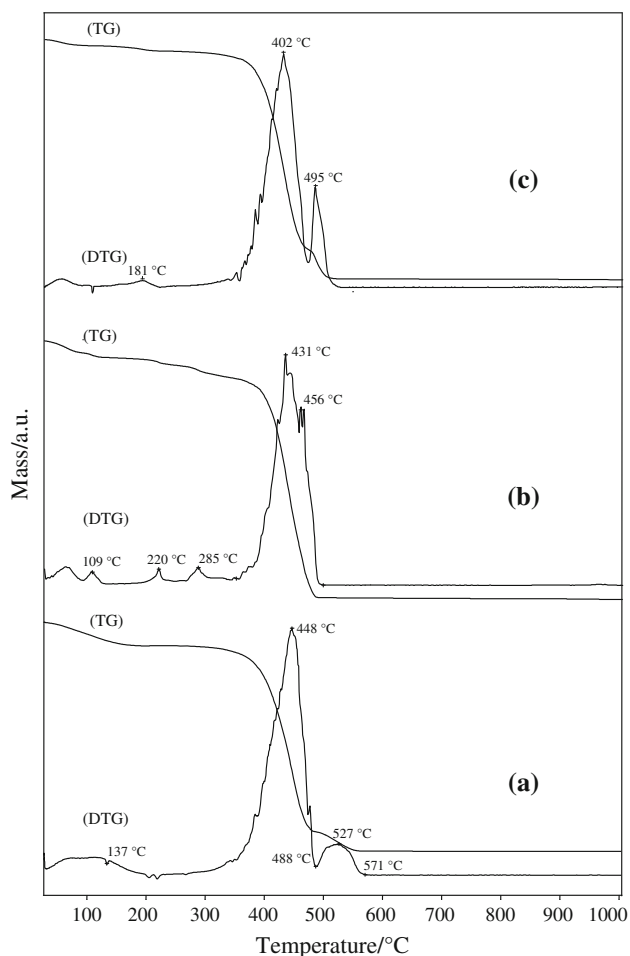 (TG)
402 °C
(c)
495 °C
(DTG)
181 °C
(TG)
431 °C
456 °C
Mass/a.u.
(b)
(DTG)
109 °C
220 °C
285 °C
(TG)
448 °C
(a)
(DTG)
527 °C
137 °C
488 °C
571 °C
100 200 300 400 500 600 700 800 900 1000
Temperature/°C